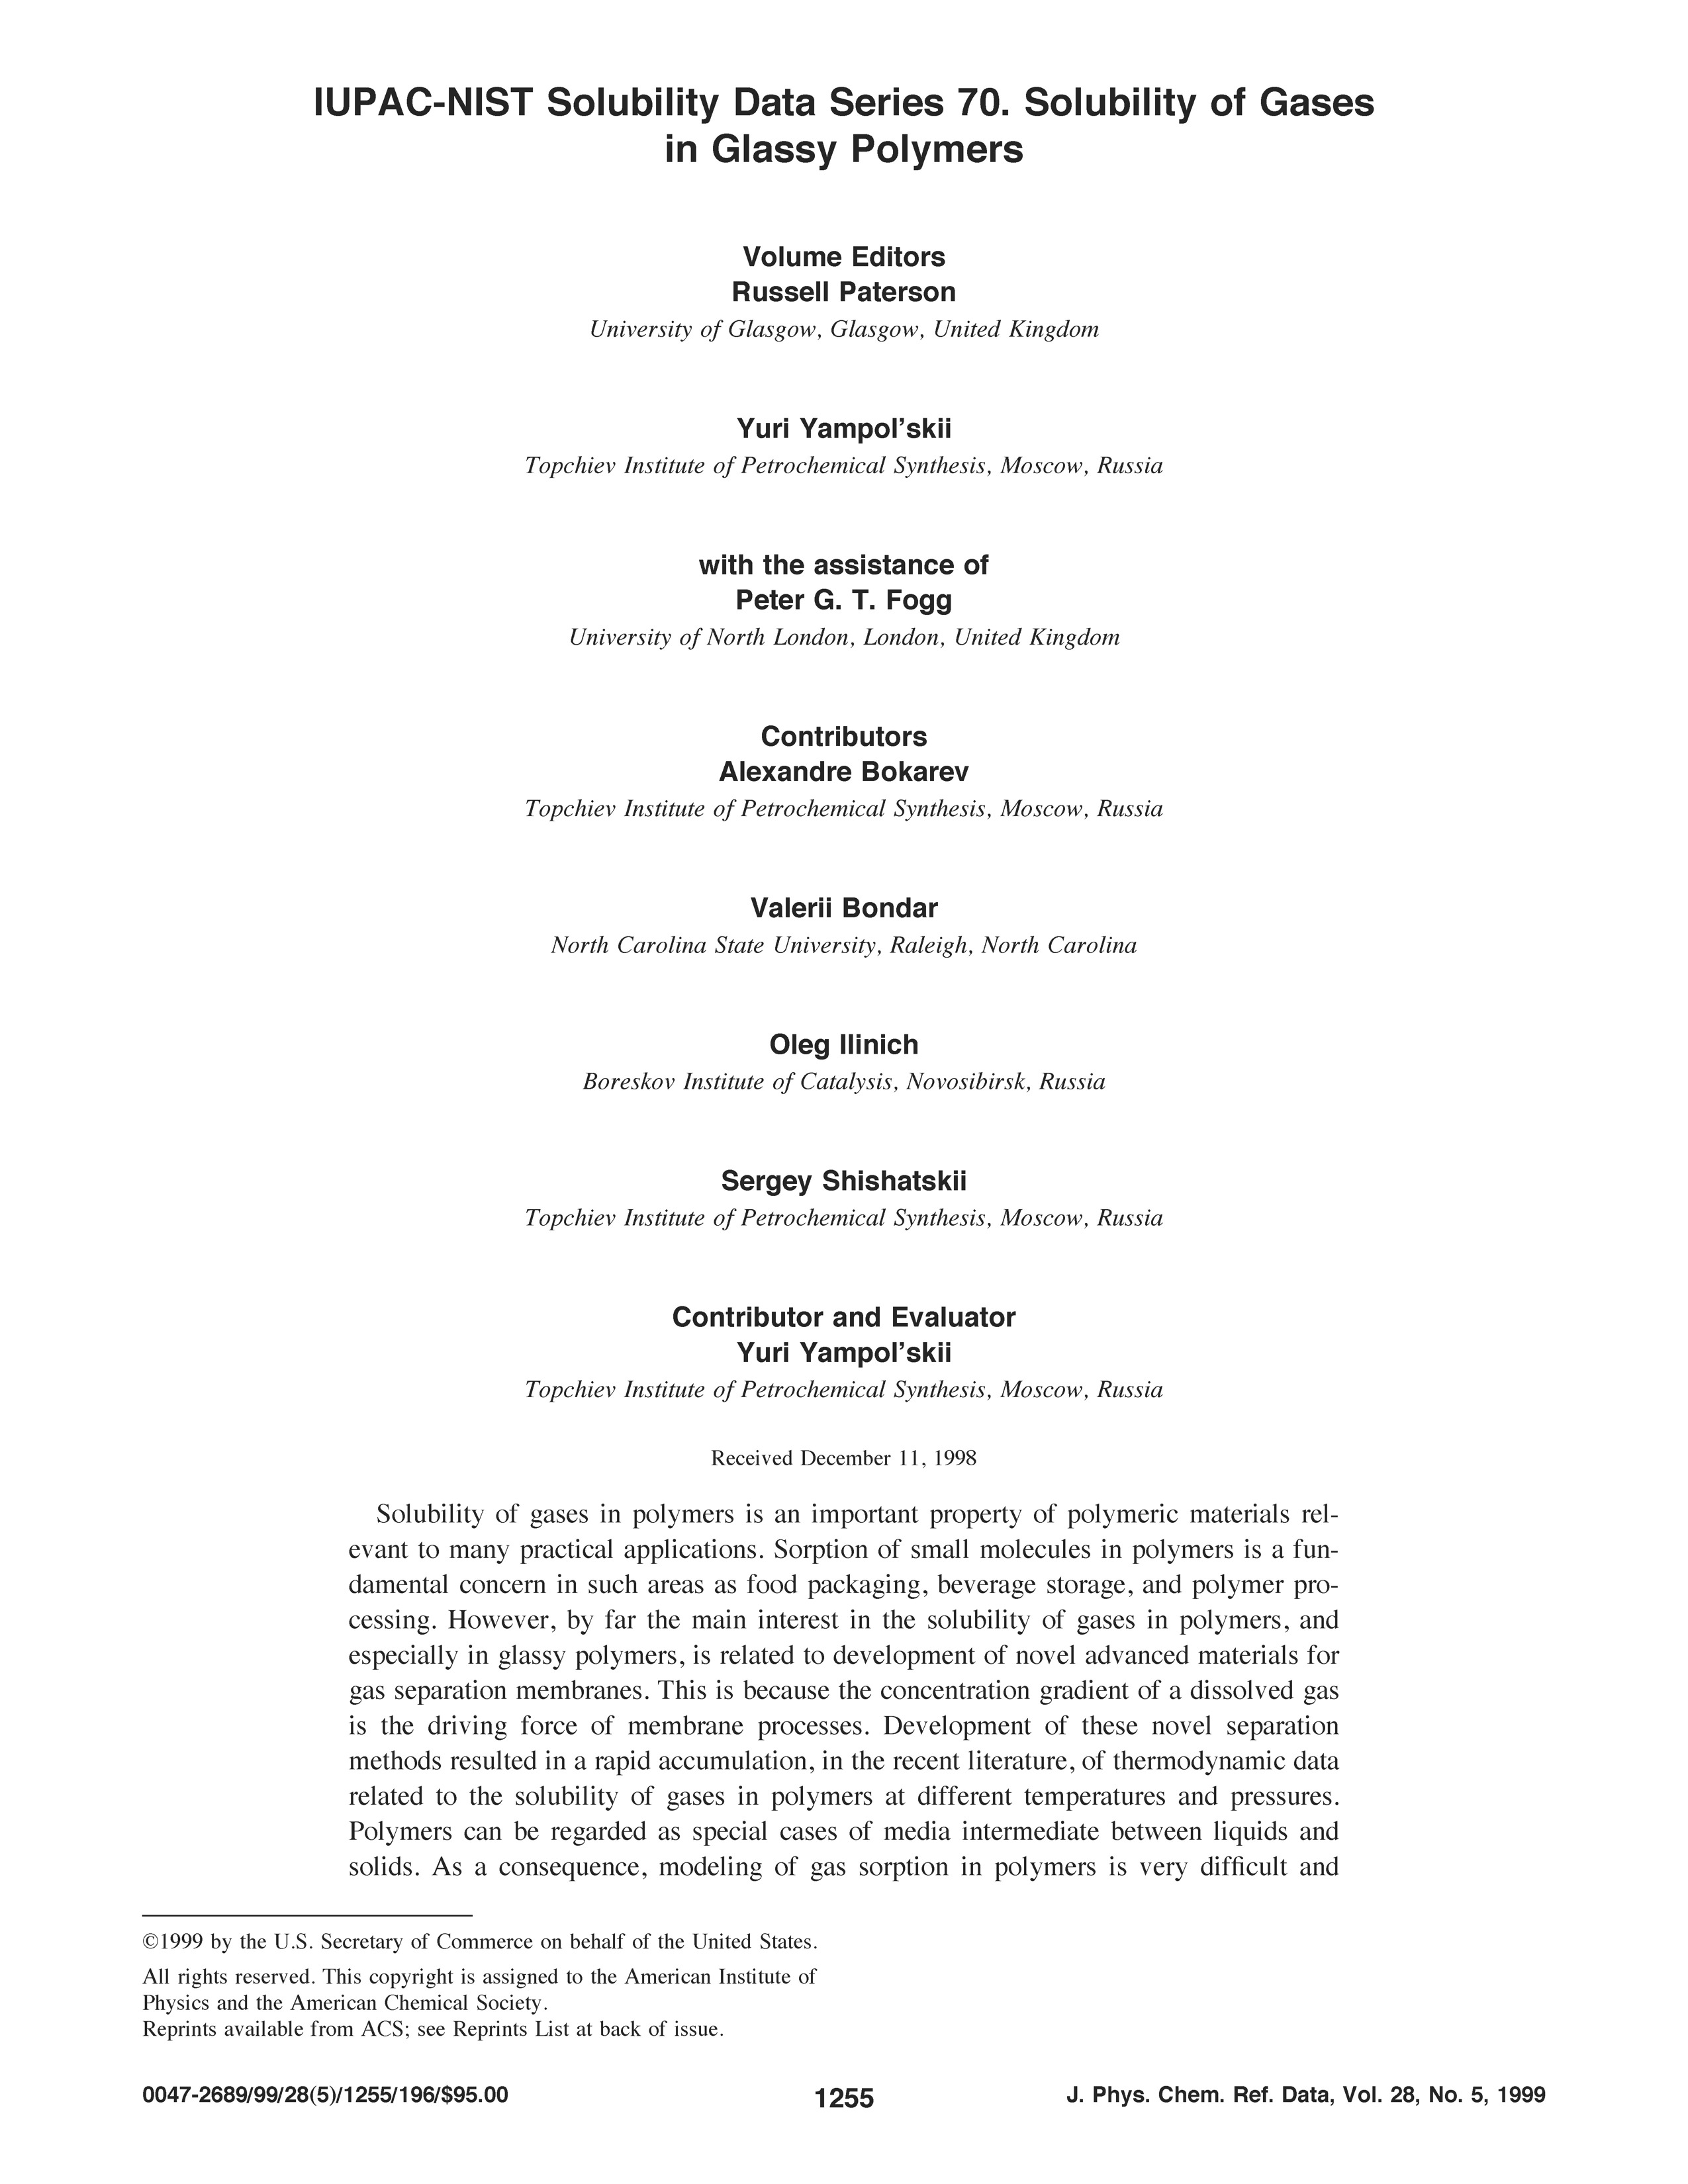 IUPAC-NIST Solubility Data Series 70. Solubility of Gases
in Glassy Polymers
Volume Editors
Russell Paterson
University of Glasgow, Glasgow, United Kingdom
Yuri Yampol’skii
Topchiev Institute of Petrochemical Synthesis, Moscow, Russia
with the assistance of
Peter G. T. Fogg
University of North London, London, United Kingdom
Contributors
Alexandre Bokarev
Topchiev Institute of Petrochemical Synthesis, Moscow, Russia
Valerii Bondar
North Carolina State University, Raleigh, North Carolina
Oleg Ilinich
Boreskov Institute of Catalysis, Novosibirsk, Russia
Sergey Shishatskii
Topchiev Institute of Petrochemical Synthesis, Moscow, Russia
Contributor and Evaluator
Yuri Yampol’skii
Topchiev Institute of Petrochemical Synthesis, Moscow, Russia
Received December 11, 1998
Solubility of gases in polymers is an important property of polymeric materials rel-
evant to many practical applications. Sorption of small molecules in polymers is a fun-
damental concern in such areas as food packaging, beverage storage, and polymer pro-
cessing. However, by far the main interest in the solubility of gases in polymers, and
especially in glassy polymers, is related to development of novel advanced materials for
gas separation membranes. This is because the concentration gradient of a dissolved gas
is the driving force of membrane processes. Development of these novel separation
methods resulted in a rapid accumulation, in the recent literature, of thermodynamic data
related to the solubility of gases in polymers at different temperatures and pressures.
Polymers can be regarded as special cases of media intermediate between liquids and
solids. As a consequence, modeling of gas sorption in polymers is very difficult and
©1999 by the U.S. Secretary of Commerce on behalf of the United States.
All rights reserved. This copyright is assigned to the American Institute of
Physics and the American Chemical Society.
Reprints available from ACS; see Reprints List at back of issue.
0047-2689/99/28(5)/1255/196/$95.00
1255
J. Phys. Chem. Ref. Data, Vol. 28, No. 5, 1999